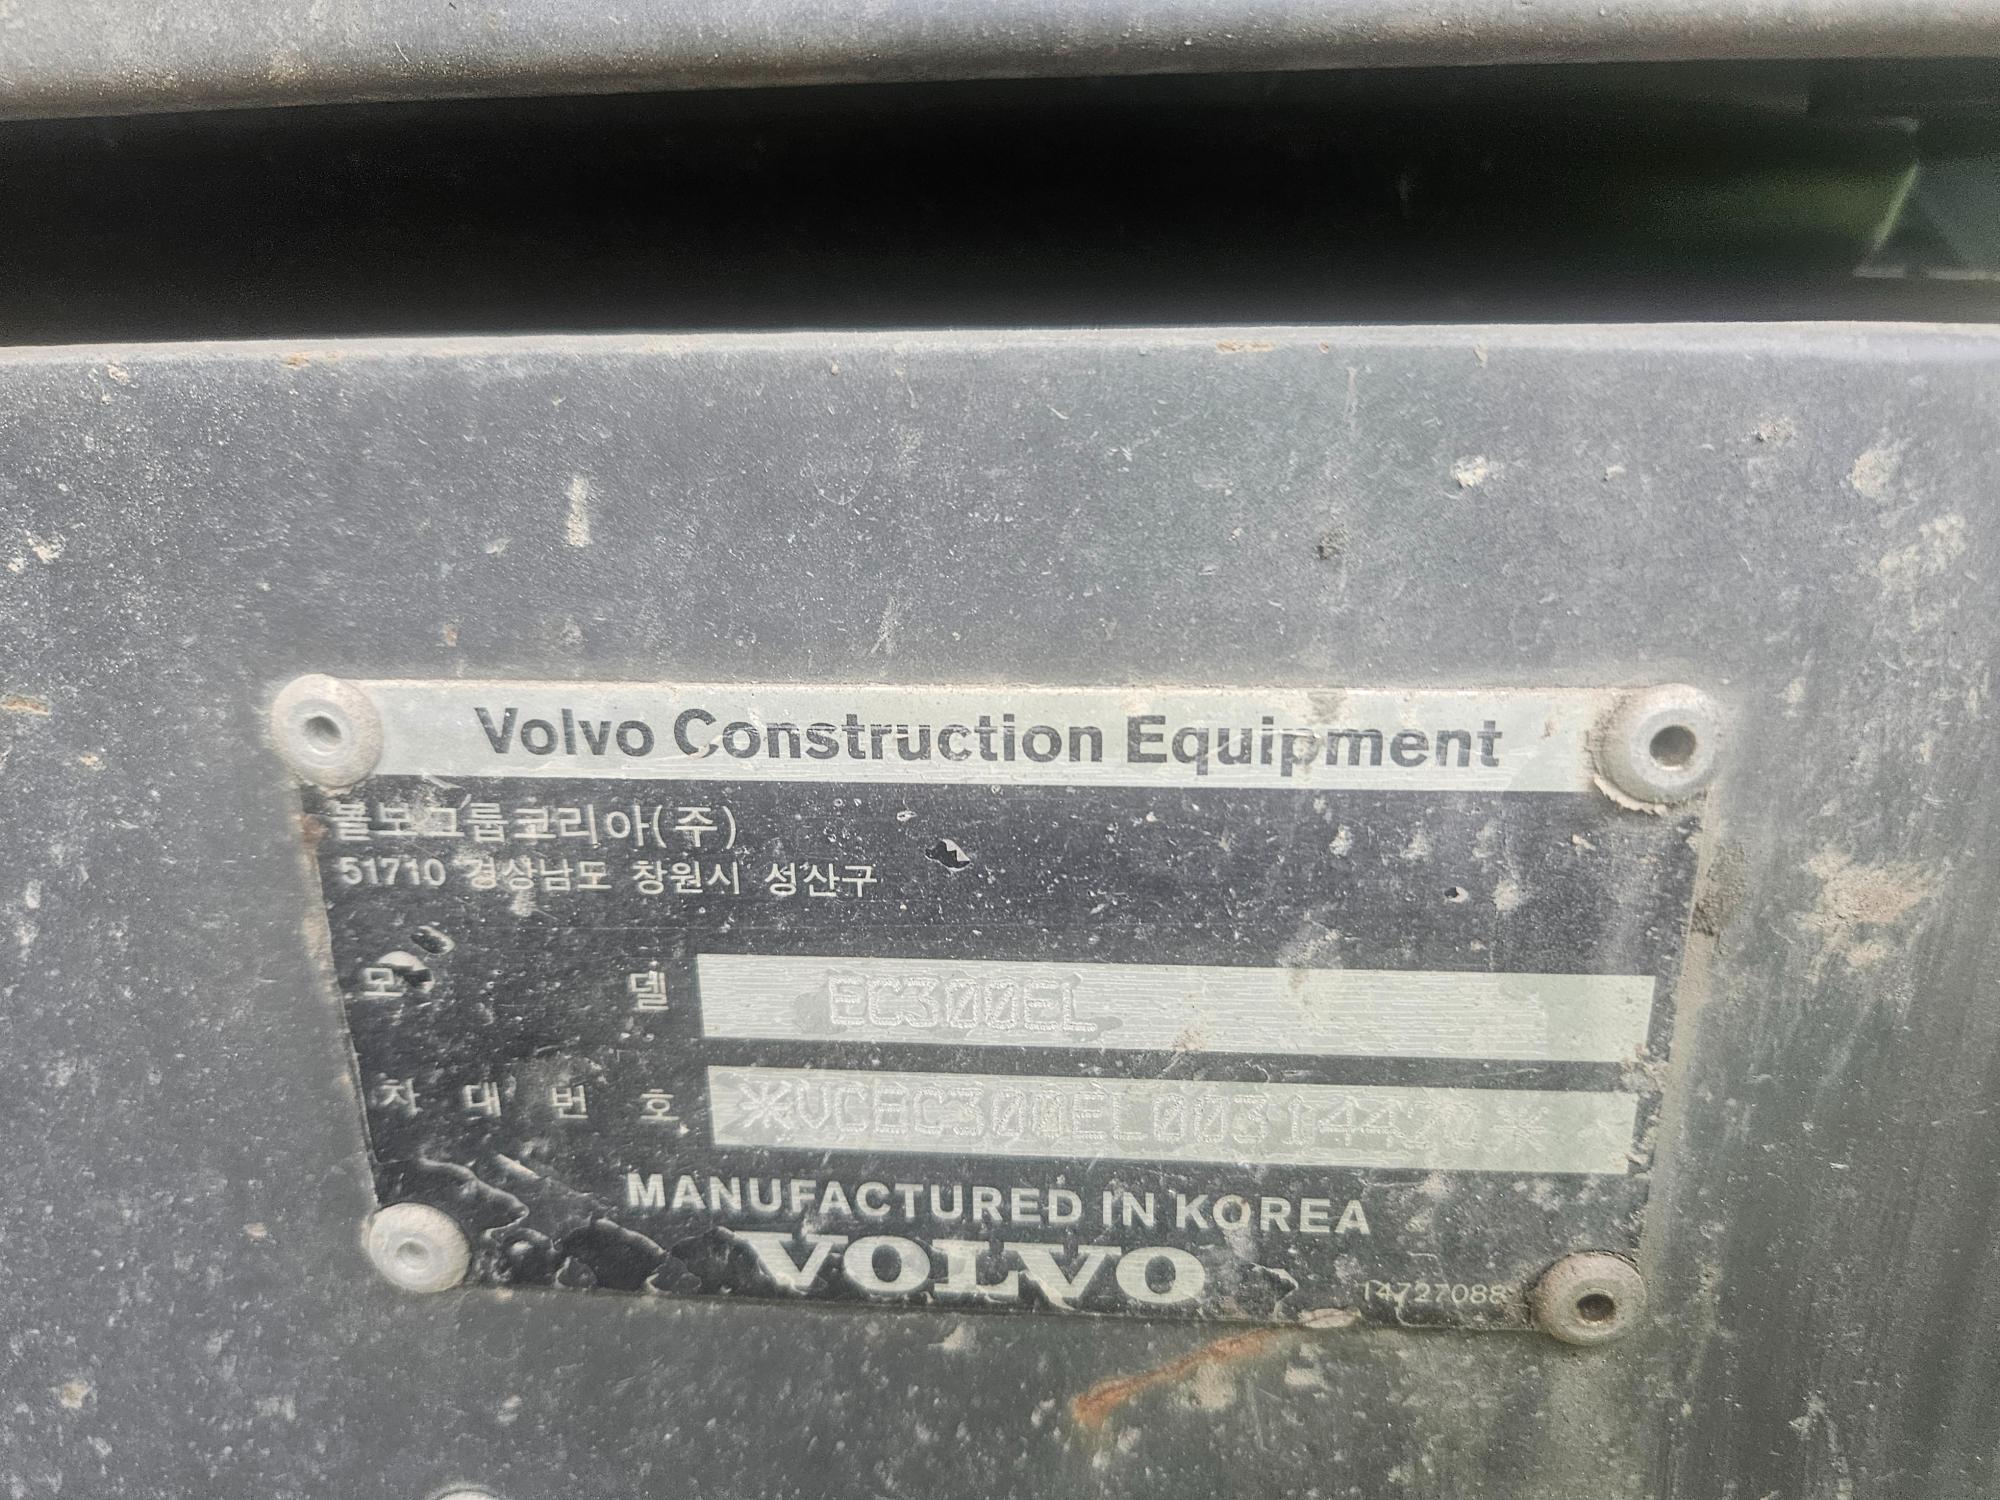 Volvo Construction Equipment
볼보그룹코리아(주)
51710 경상남도 창원시 성산구
모 델 EC300EL
차 대 번 호 *VCEC300EL00314420*
MANUFACTURED IN KOREA
VOLVO
14727088